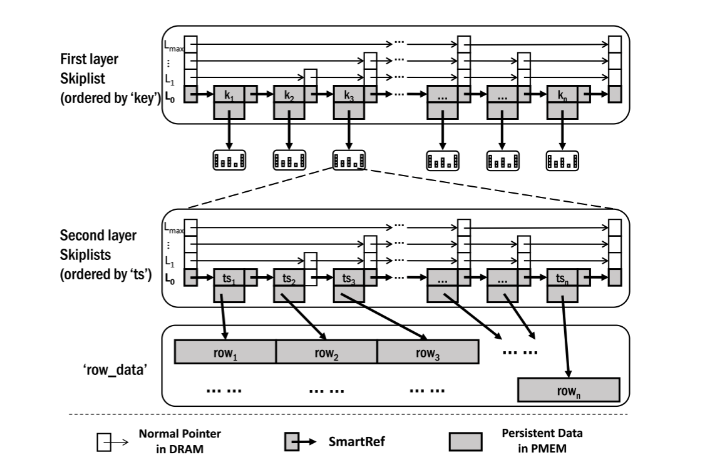 First layer
Skiplist
(ordered by 'key')
Lmax
⋮
L1
L0
k1
k2
k3
...
...
...
kn
Second layer
Skiplists
(ordered by 'ts')
Lmax
⋮
L1
L0
ts1
ts2
ts3
...
...
...
tsn
'row_data'
row1
row2
row3
... ...
... ...
... ...
... ...
rown
Normal Pointer
in DRAM
SmartRef
Persistent Data
in PMEM